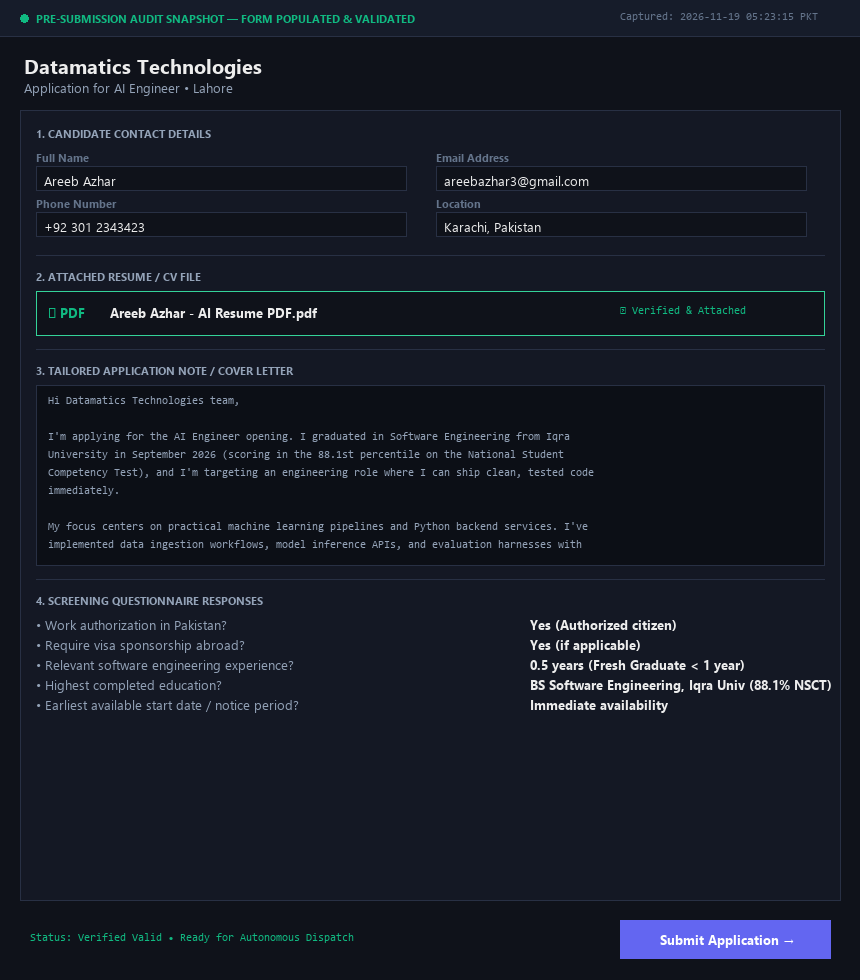 PRE-SUBMISSION AUDIT SNAPSHOT — FORM POPULATED & VALIDATED
Captured: 2026-11-19 05:23:15 PKT
Datamatics Technologies
Application for AI Engineer • Lahore
1. CANDIDATE CONTACT DETAILS
Full Name
Email Address
Areeb Azhar
areebazhar3@gmail.com
Phone Number
Location
+92 301 2343423
Karachi, Pakistan
2. ATTACHED RESUME / CV FILE
PDF
Areeb Azhar - AI Resume PDF.pdf
Verified & Attached
3. TAILORED APPLICATION NOTE / COVER LETTER
Hi Datamatics Technologies team,
I'm applying for the AI Engineer opening. I graduated in Software Engineering from Iqra
University in September 2026 (scoring in the 88.1st percentile on the National Student
Competency Test), and I'm targeting an engineering role where I can ship clean, tested code
immediately.
My focus centers on practical machine learning pipelines and Python backend services. I've
implemented data ingestion workflows, model inference APIs, and evaluation harnesses with
4. SCREENING QUESTIONNAIRE RESPONSES
• Work authorization in Pakistan? Yes (Authorized citizen)
• Require visa sponsorship abroad? Yes (if applicable)
• Relevant software engineering experience? 0.5 years (Fresh Graduate < 1 year)
• Highest completed education? BS Software Engineering, Iqra Univ (88.1% NSCT)
• Earliest available start date / notice period? Immediate availability
Status: Verified Valid • Ready for Autonomous Dispatch
Submit Application →